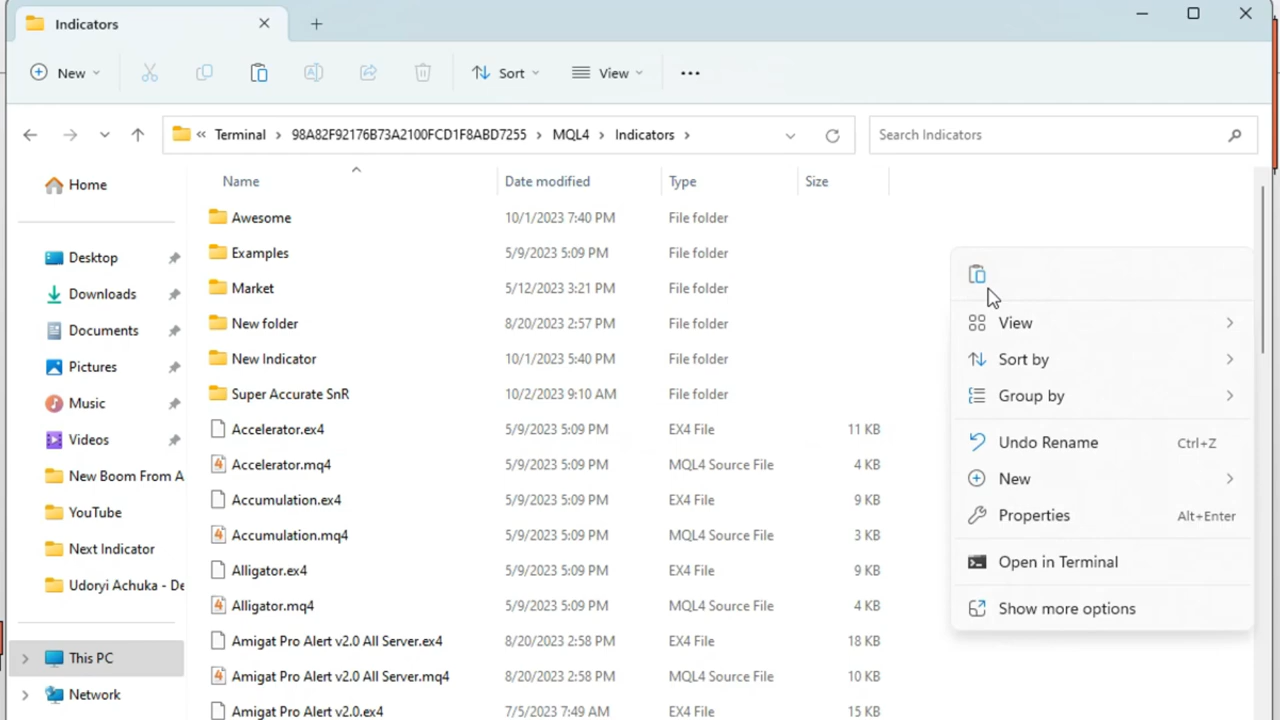 Indicators
New
Sort
View
« Terminal > 98A82F92176B73A2100FCD1F8ABD7255 > MQL4 > Indicators >
Search Indicators
Home
Desktop
Downloads
Documents
Pictures
Music
Videos
New Boom From A
YouTube
Next Indicator
Udoryi Achuka - De
This PC
Network
Name Date modified Type Size
Awesome 10/1/2023 7:40 PM File folder
Examples 5/9/2023 5:09 PM File folder
Market 5/12/2023 3:21 PM File folder
New folder 8/20/2023 2:57 PM File folder
New Indicator 10/1/2023 5:40 PM File folder
Super Accurate SnR 10/2/2023 9:10 AM File folder
Accelerator.ex4 5/9/2023 5:09 PM EX4 File 11 KB
Accelerator.mq4 5/9/2023 5:09 PM MQL4 Source File 4 KB
Accumulation.ex4 5/9/2023 5:09 PM EX4 File 9 KB
Accumulation.mq4 5/9/2023 5:09 PM MQL4 Source File 3 KB
Alligator.ex4 5/9/2023 5:09 PM EX4 File 9 KB
Alligator.mq4 5/9/2023 5:09 PM MQL4 Source File 4 KB
Amigat Pro Alert v2.0 All Server.ex4 8/20/2023 2:58 PM EX4 File 18 KB
Amigat Pro Alert v2.0 All Server.mq4 8/20/2023 2:58 PM MQL4 Source File 10 KB
Amigat Pro Alert v2.0.ex4 7/5/2023 7:49 AM EX4 File 15 KB
View
Sort by
Group by
Undo Rename Ctrl+Z
New
Properties Alt+Enter
Open in Terminal
Show more options